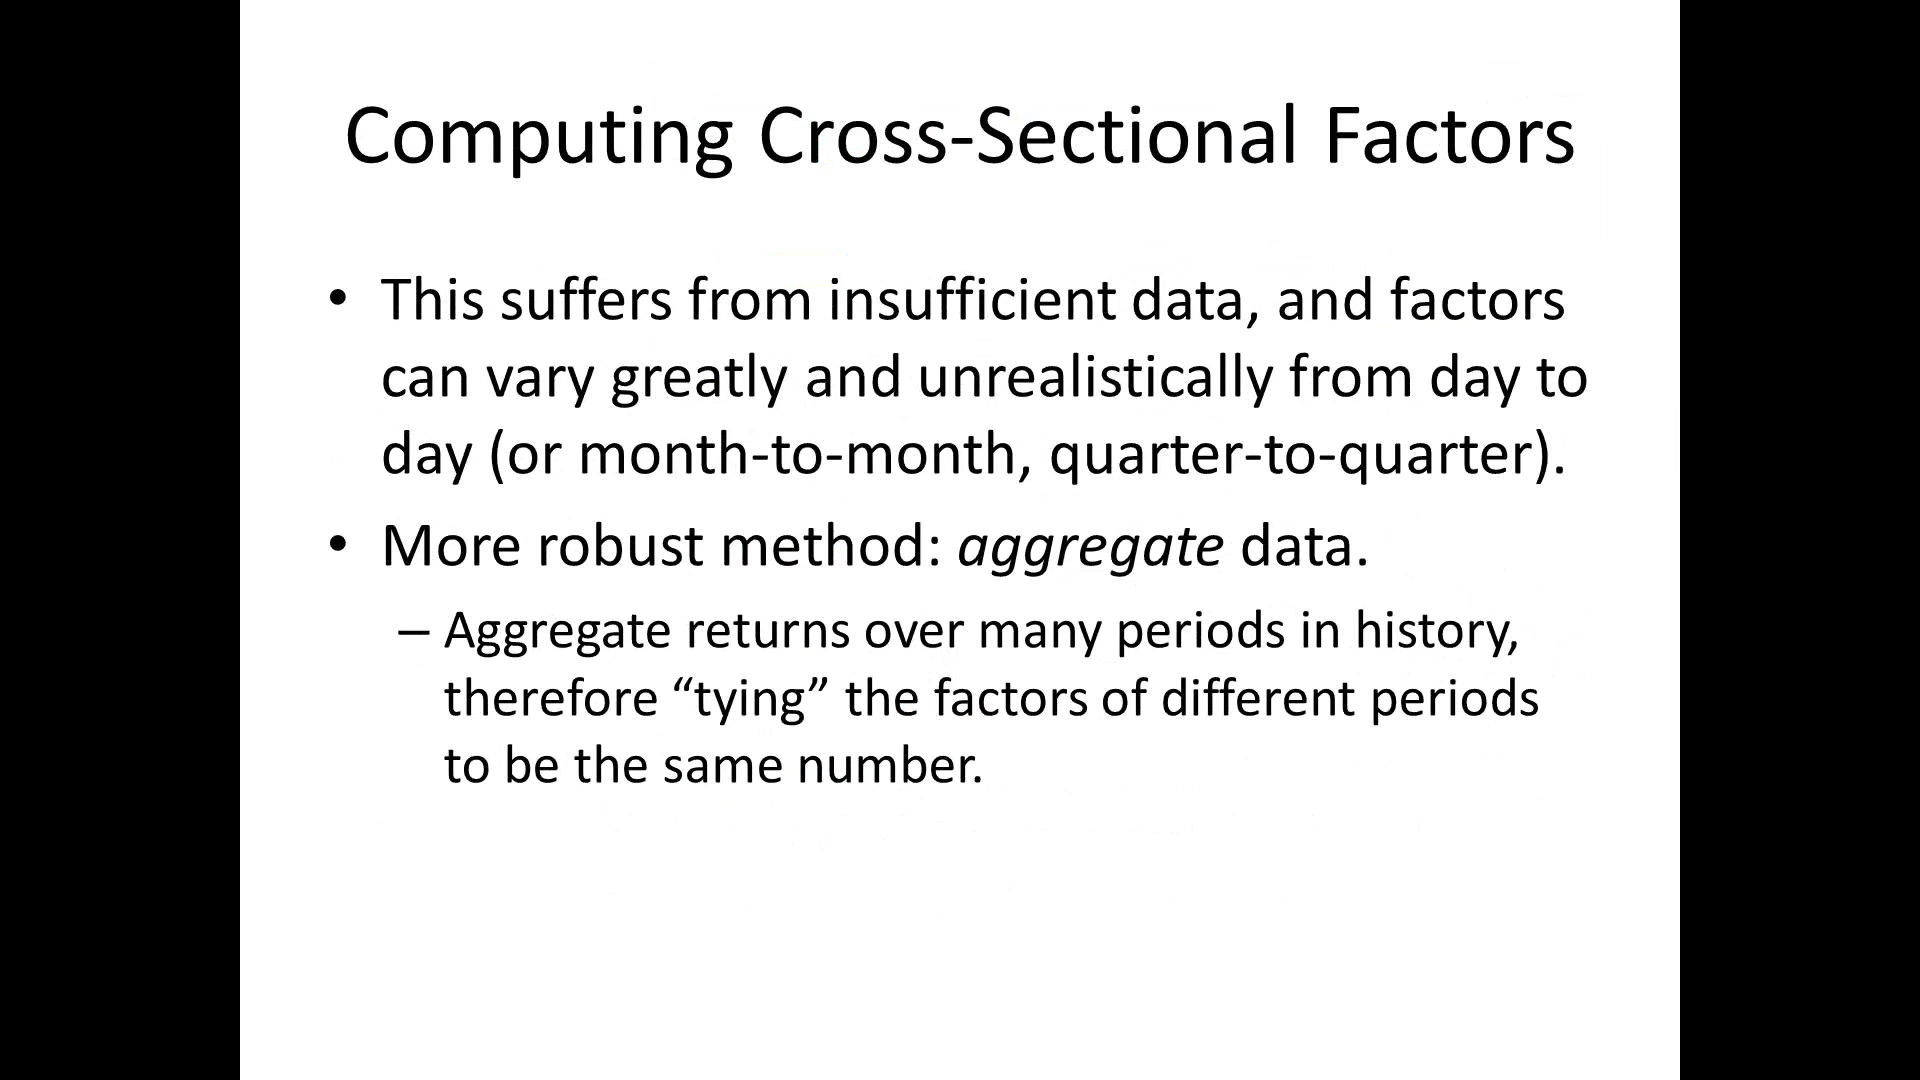 Computing Cross-Sectional Factors
• This suffers from insufficient data, and factors
can vary greatly and unrealistically from day to
day (or month-to-month, quarter-to-quarter).
• More robust method: aggregate data.
– Aggregate returns over many periods in history,
therefore “tying” the factors of different periods
to be the same number.